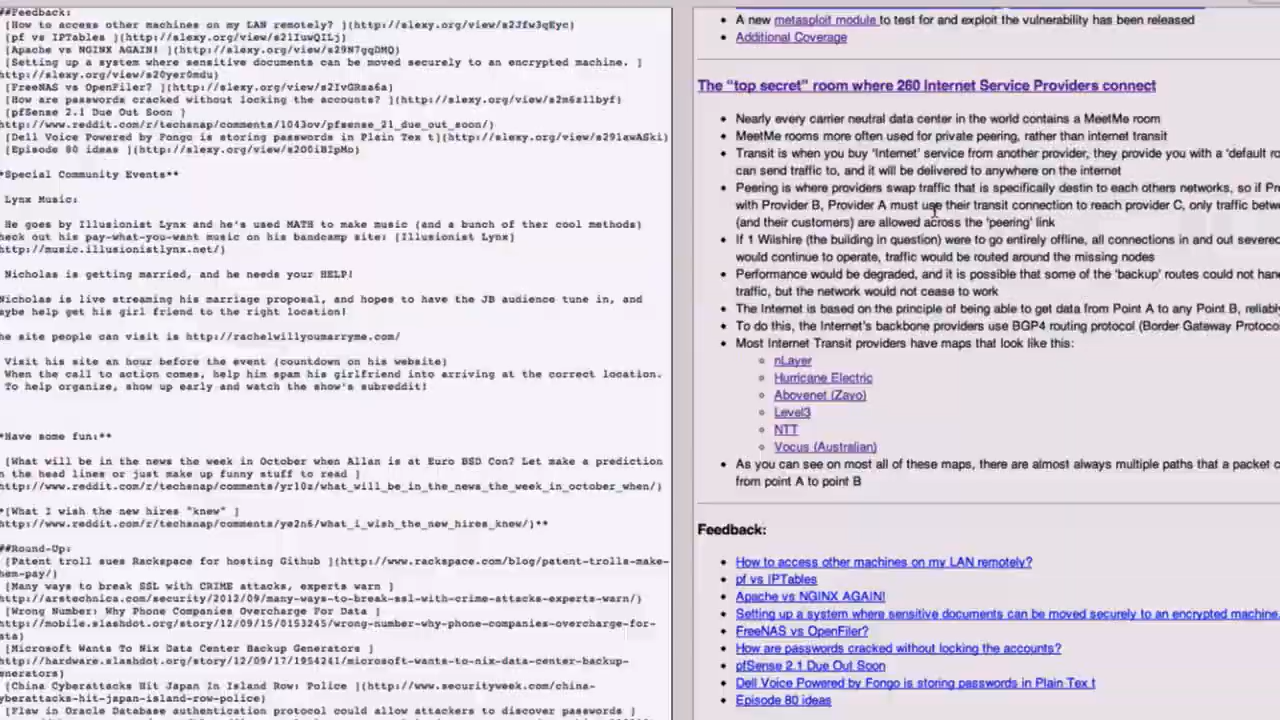 ##Feedback:
[How to access other machines on my LAN remotely? ](http://slexy.org/view/s2Jfw3qEyc)
[pf vs IPTables ](http://slexy.org/view/s21IuwQILj)
[Apache vs NGINX AGAIN! ](http://slexy.org/view/s29N7gqDMQ)
[Setting up a system where sensitive documents can be moved securely to an encrypted machine. ]
http://slexy.org/view/s20yer0mdu)
[FreeNAS vs OpenFiler? ](http://slexy.org/view/s2IvGRsa6a)
[How are passwords cracked without locking the accounts? ](http://slexy.org/view/s2m6zllbyf)
[pfSense 2.1 Due Out Soon ]
http://www.reddit.com/r/techsnap/comments/1043ov/pfsense_21_due_out_soon/)
[Dell Voice Powered by Fongo is storing passwords in Plain Tex t](http://slexy.org/view/s291awASki)
[Episode 80 ideas ](http://slexy.org/view/s2O0iBIpMo)
*Special Community Events**
Lynx Music:
He goes by Illusionist Lynx and he's used MATH to make music (and a bunch of ther cool methods)
heck out his pay-what-you-want music on his bandcamp site: [Illusionist Lynx)
http://music.illusionistlynx.net/)
Nicholas is getting married, and he needs your HELP!
Nicholas is live streaming his marriage proposal, and hopes to have the JB audience tune in, and
aybe help get his girl friend to the right location!
he site people can visit is http://rachelwillyoumarryme.com/
Visit his site an hour before the event (countdown on his website)
When the call to action comes, help him spam his girlfriend into arriving at the correct location.
To help organize, show up early and watch the show's subreddit!
*Have some fun:**
[What will be in the news the week in October when Allan is at Euro BSD Con? Let make a prediction
n the head lines or just make up funny stuff to read ]
http://www.reddit.com/r/techsnap/comments/yr10z/what_will_be_in_the_news_the_week_in_october_when/)
*[What I wish the new hires "knew" ]
http://www.reddit.com/r/techsnap/comments/ye2n6/what_i_wish_the_new_hires_knew/)**
##Round-Up:
[Patent troll sues Rackspace for hosting Github ](http://www.rackspace.com/blog/patent-trolls-make-
hem-pay/)
[Many ways to break SSL with CRIME attacks, experts warn ]
http://arstechnica.com/security/2012/09/many-ways-to-break-ssl-with-crime-attacks-experts-warn/)
[Wrong Number: Why Phone Companies Overcharge For Data ]
http://mobile.slashdot.org/story/12/09/15/0153245/wrong-number-why-phone-companies-overcharge-for-
ata)
[Microsoft Wants To Nix Data Center Backup Generators ]
http://hardware.slashdot.org/story/12/09/17/1954241/microsoft-wants-to-nix-data-center-backup-
enerators)
[China Cyberattacks Hit Japan In Island Row: Police ](http://www.securityweek.com/china-
yberattacks-hit-japan-island-row-police)
[Flaw in Oracle Database authentication protocol could allow attackers to discover passwords ]
A new metasploit module to test for and exploit the vulnerability has been released
Additional Coverage
The “top secret” room where 260 Internet Service Providers connect
Nearly every carrier neutral data center in the world contains a MeetMe room
MeetMe rooms more often used for private peering, rather than internet transit
Transit is when you buy ‘Internet’ service from another provider, they provide you with a ‘default ro
can send traffic to, and it will be delivered to anywhere on the internet
Peering is where providers swap traffic that is specifically destin to each others networks, so if Pr
with Provider B, Provider A must use their transit connection to reach provider C, only traffic betw
(and their customers) are allowed across the ‘peering’ link
If 1 Wilshire (the building in question) were to go entirely offline, all connections in and out severed
would continue to operate, traffic would be routed around the missing nodes
Performance would be degraded, and it is possible that some of the ‘backup’ routes could not han
traffic, but the network would not cease to work
The Internet is based on the principle of being able to get data from Point A to any Point B, reliably
To do this, the Internet’s backbone providers use BGP4 routing protocol (Border Gateway Protoco
Most Internet Transit providers have maps that look like this:
nLayer
Hurricane Electric
Abovenet (Zayo)
Level3
NTT
Vocus (Australian)
As you can see on most all of these maps, there are almost always multiple paths that a packet c
from point A to point B
Feedback:
How to access other machines on my LAN remotely?
pf vs IPTables
Apache vs NGINX AGAIN!
Setting up a system where sensitive documents can be moved securely to an encrypted machine.
FreeNAS vs OpenFiler?
How are passwords cracked without locking the accounts?
pfSense 2.1 Due Out Soon
Dell Voice Powered by Fongo is storing passwords in Plain Tex t
Episode 80 ideas